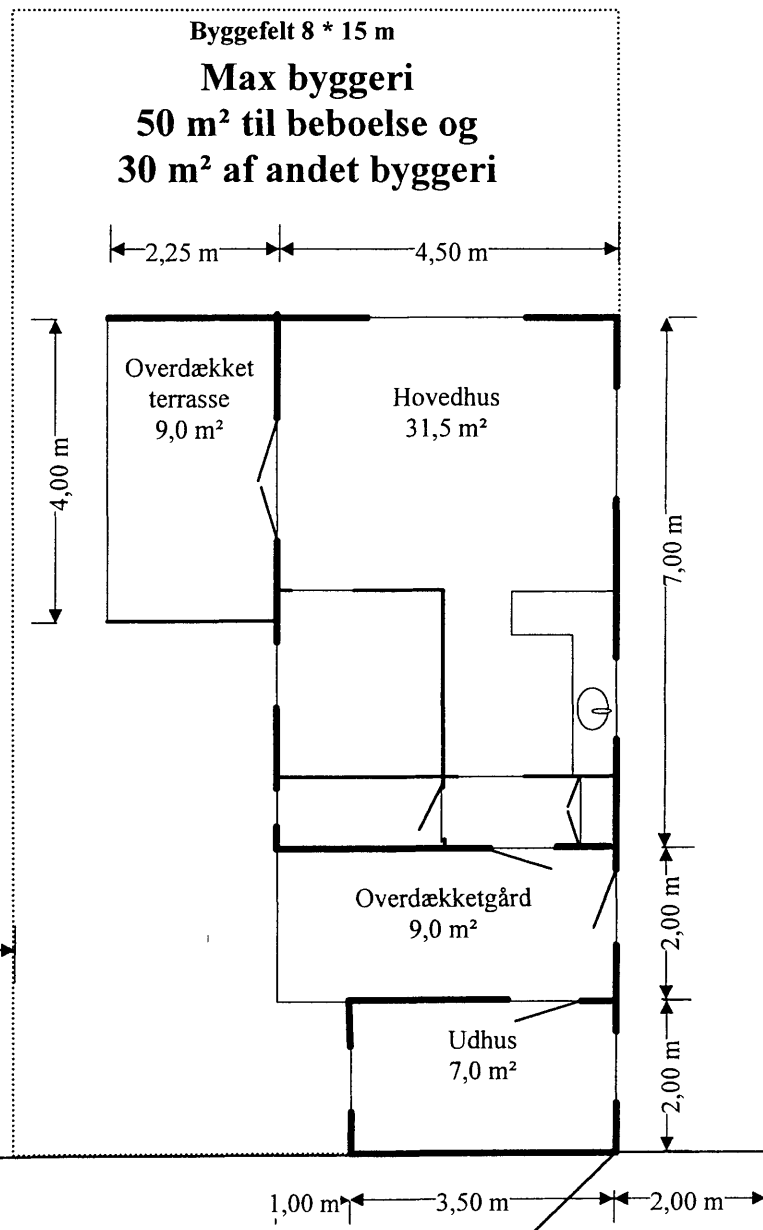 Byggefelt 8 * 15 m
Max byggeri
50 m² til beboelse og
30 m² af andet byggeri
2,25 m
4,50 m
Overdækket
terrasse
9,0 m²
Hovedhus
31,5 m²
4,00 m
7,00 m
Overdækketgård
9,0 m²
2,00 m
Udhus
7,0 m²
2,00 m
1,00 m
3,50 m
2,00 m